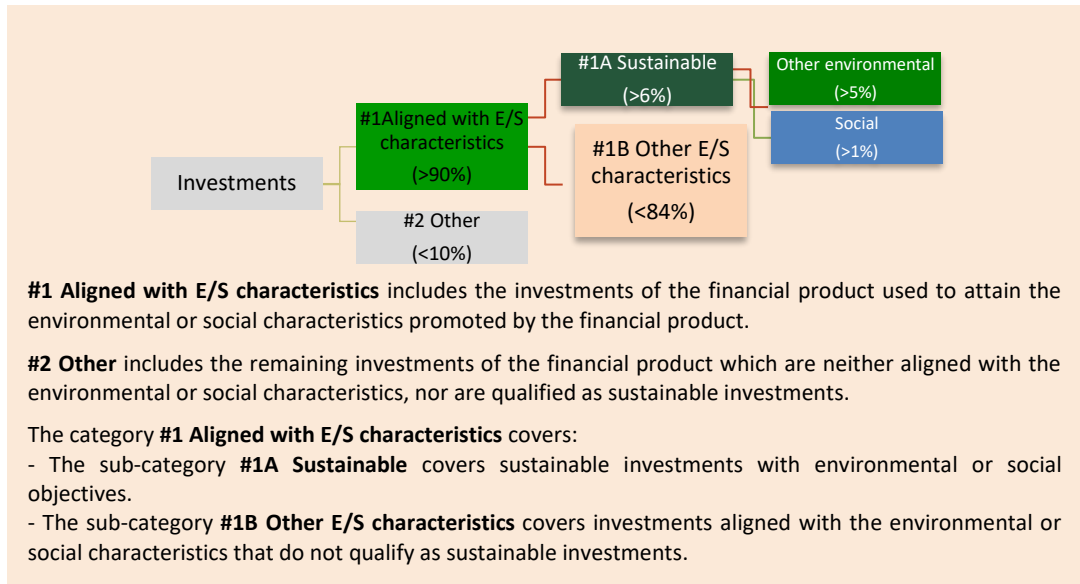 #1A Sustainable
(>6%)
Other environmental
(>5%)
Social
(>1%)
#1Aligned with E/S
characteristics
(>90%)
#1B Other E/S
characteristics
(<84%)
Investments
#2 Other
(<10%)
#1 Aligned with E/S characteristics includes the investments of the financial product used to attain the
environmental or social characteristics promoted by the financial product.
#2 Other includes the remaining investments of the financial product which are neither aligned with the
environmental or social characteristics, nor are qualified as sustainable investments.
The category #1 Aligned with E/S characteristics covers:
- The sub-category #1A Sustainable covers sustainable investments with environmental or social
objectives.
- The sub-category #1B Other E/S characteristics covers investments aligned with the environmental or
social characteristics that do not qualify as sustainable investments.